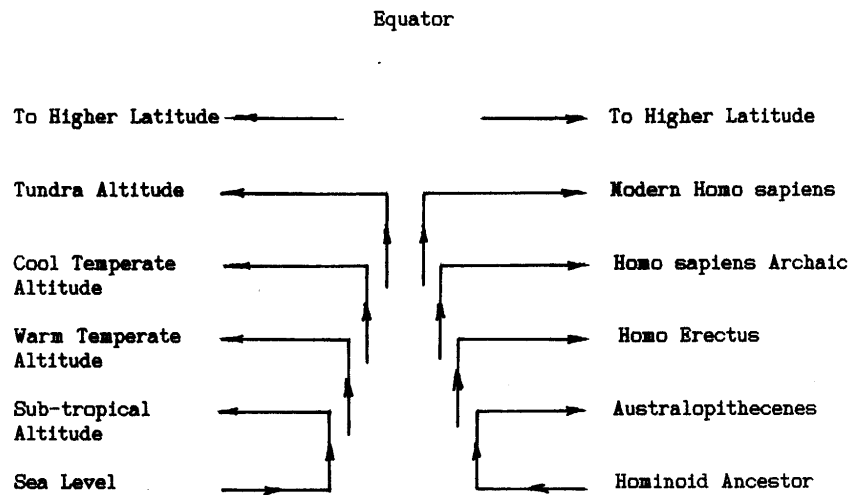 Equator
To Higher Latitude To Higher Latitude
Tundra Altitude Modern Homo sapiens
Cool Temperate Altitude Homo sapiens Archaic
Warm Temperate Altitude Homo Erectus
Sub-tropical Altitude Australopithecenes
Sea Level Hominoid Ancestor